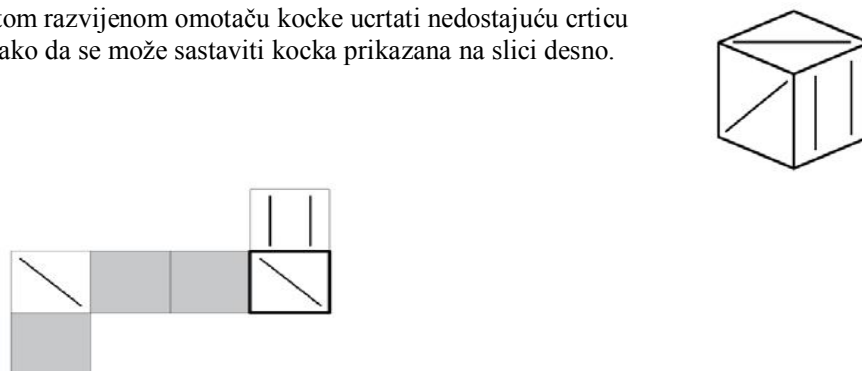 tom razvijenom omotaču kocke ucrtati nedostajuću crticu
ako da se može sastaviti kocka prikazana na slici desno.